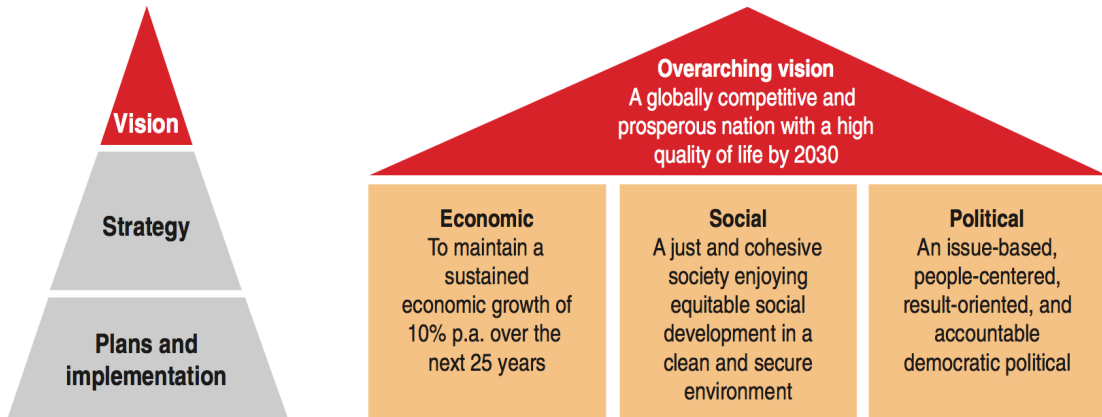 Vision
Strategy
Plans and
implementation
Overarching vision
A globally competitive and
prosperous nation with a high
quality of life by 2030
Economic
To maintain a
sustained
economic growth of
10% p.a. over the
next 25 years
Social
A just and cohesive
society enjoying
equitable social
development in a
clean and secure
environment
Political
An issue-based,
people-centered,
result-oriented, and
accountable
democratic political